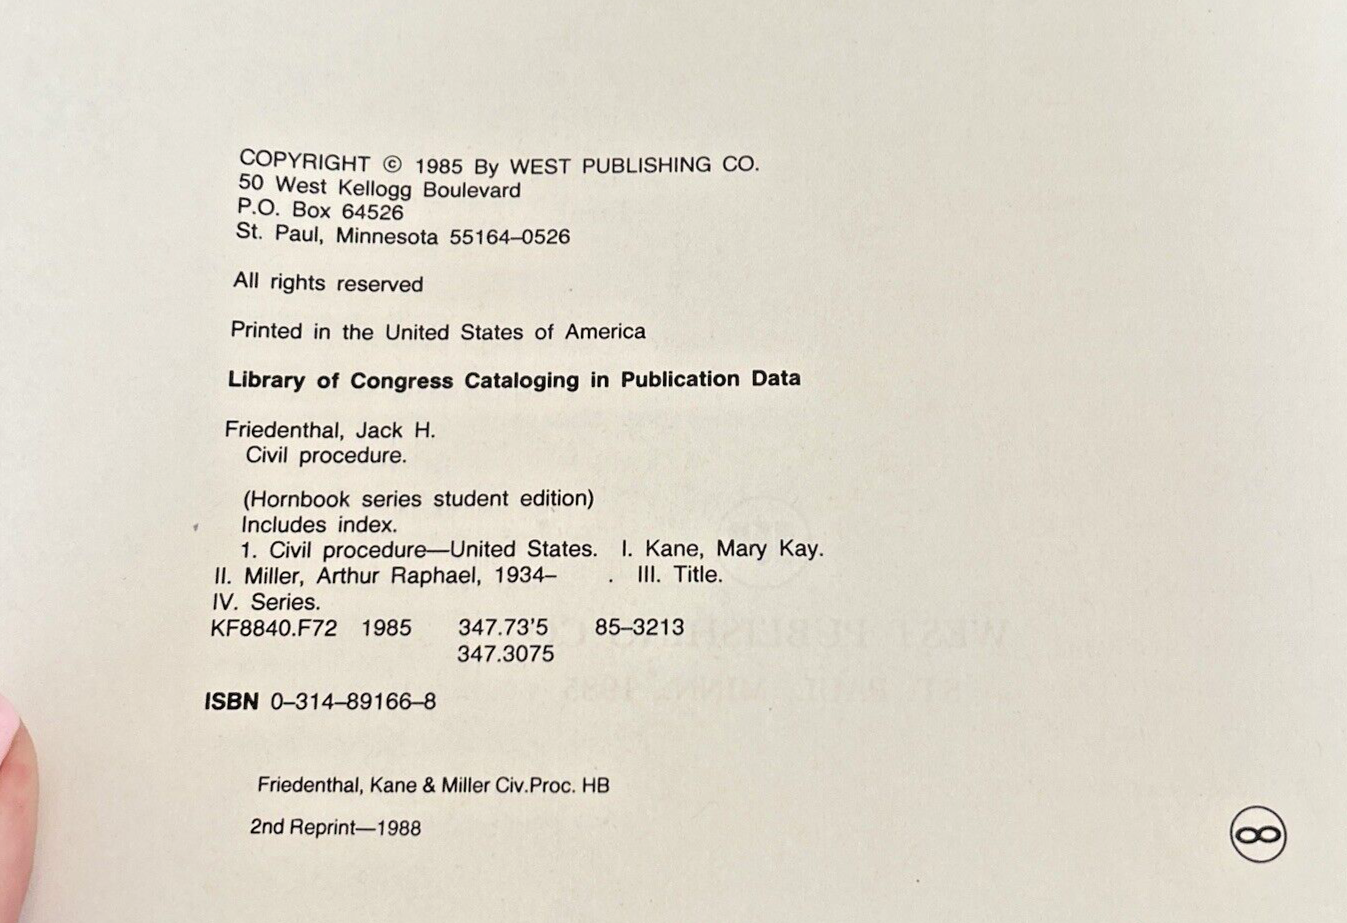 COPYRIGHT © 1985 By WEST PUBLISHING CO.
50 West Kellogg Boulevard
P.O. Box 64526
St. Paul, Minnesota 55164–0526
All rights reserved
Printed in the United States of America
Library of Congress Cataloging in Publication Data
Friedenthal, Jack H.
Civil procedure.
(Hornbook series student edition)
Includes index.
1. Civil procedure—United States. I. Kane, Mary Kay.
II. Miller, Arthur Raphael, 1934– . III. Title.
IV. Series.
KF8840.F72 1985 347.73'5 85–3213
347.3075
ISBN 0–314–89166–8
Friedenthal, Kane & Miller Civ.Proc. HB
2nd Reprint—1988
∞